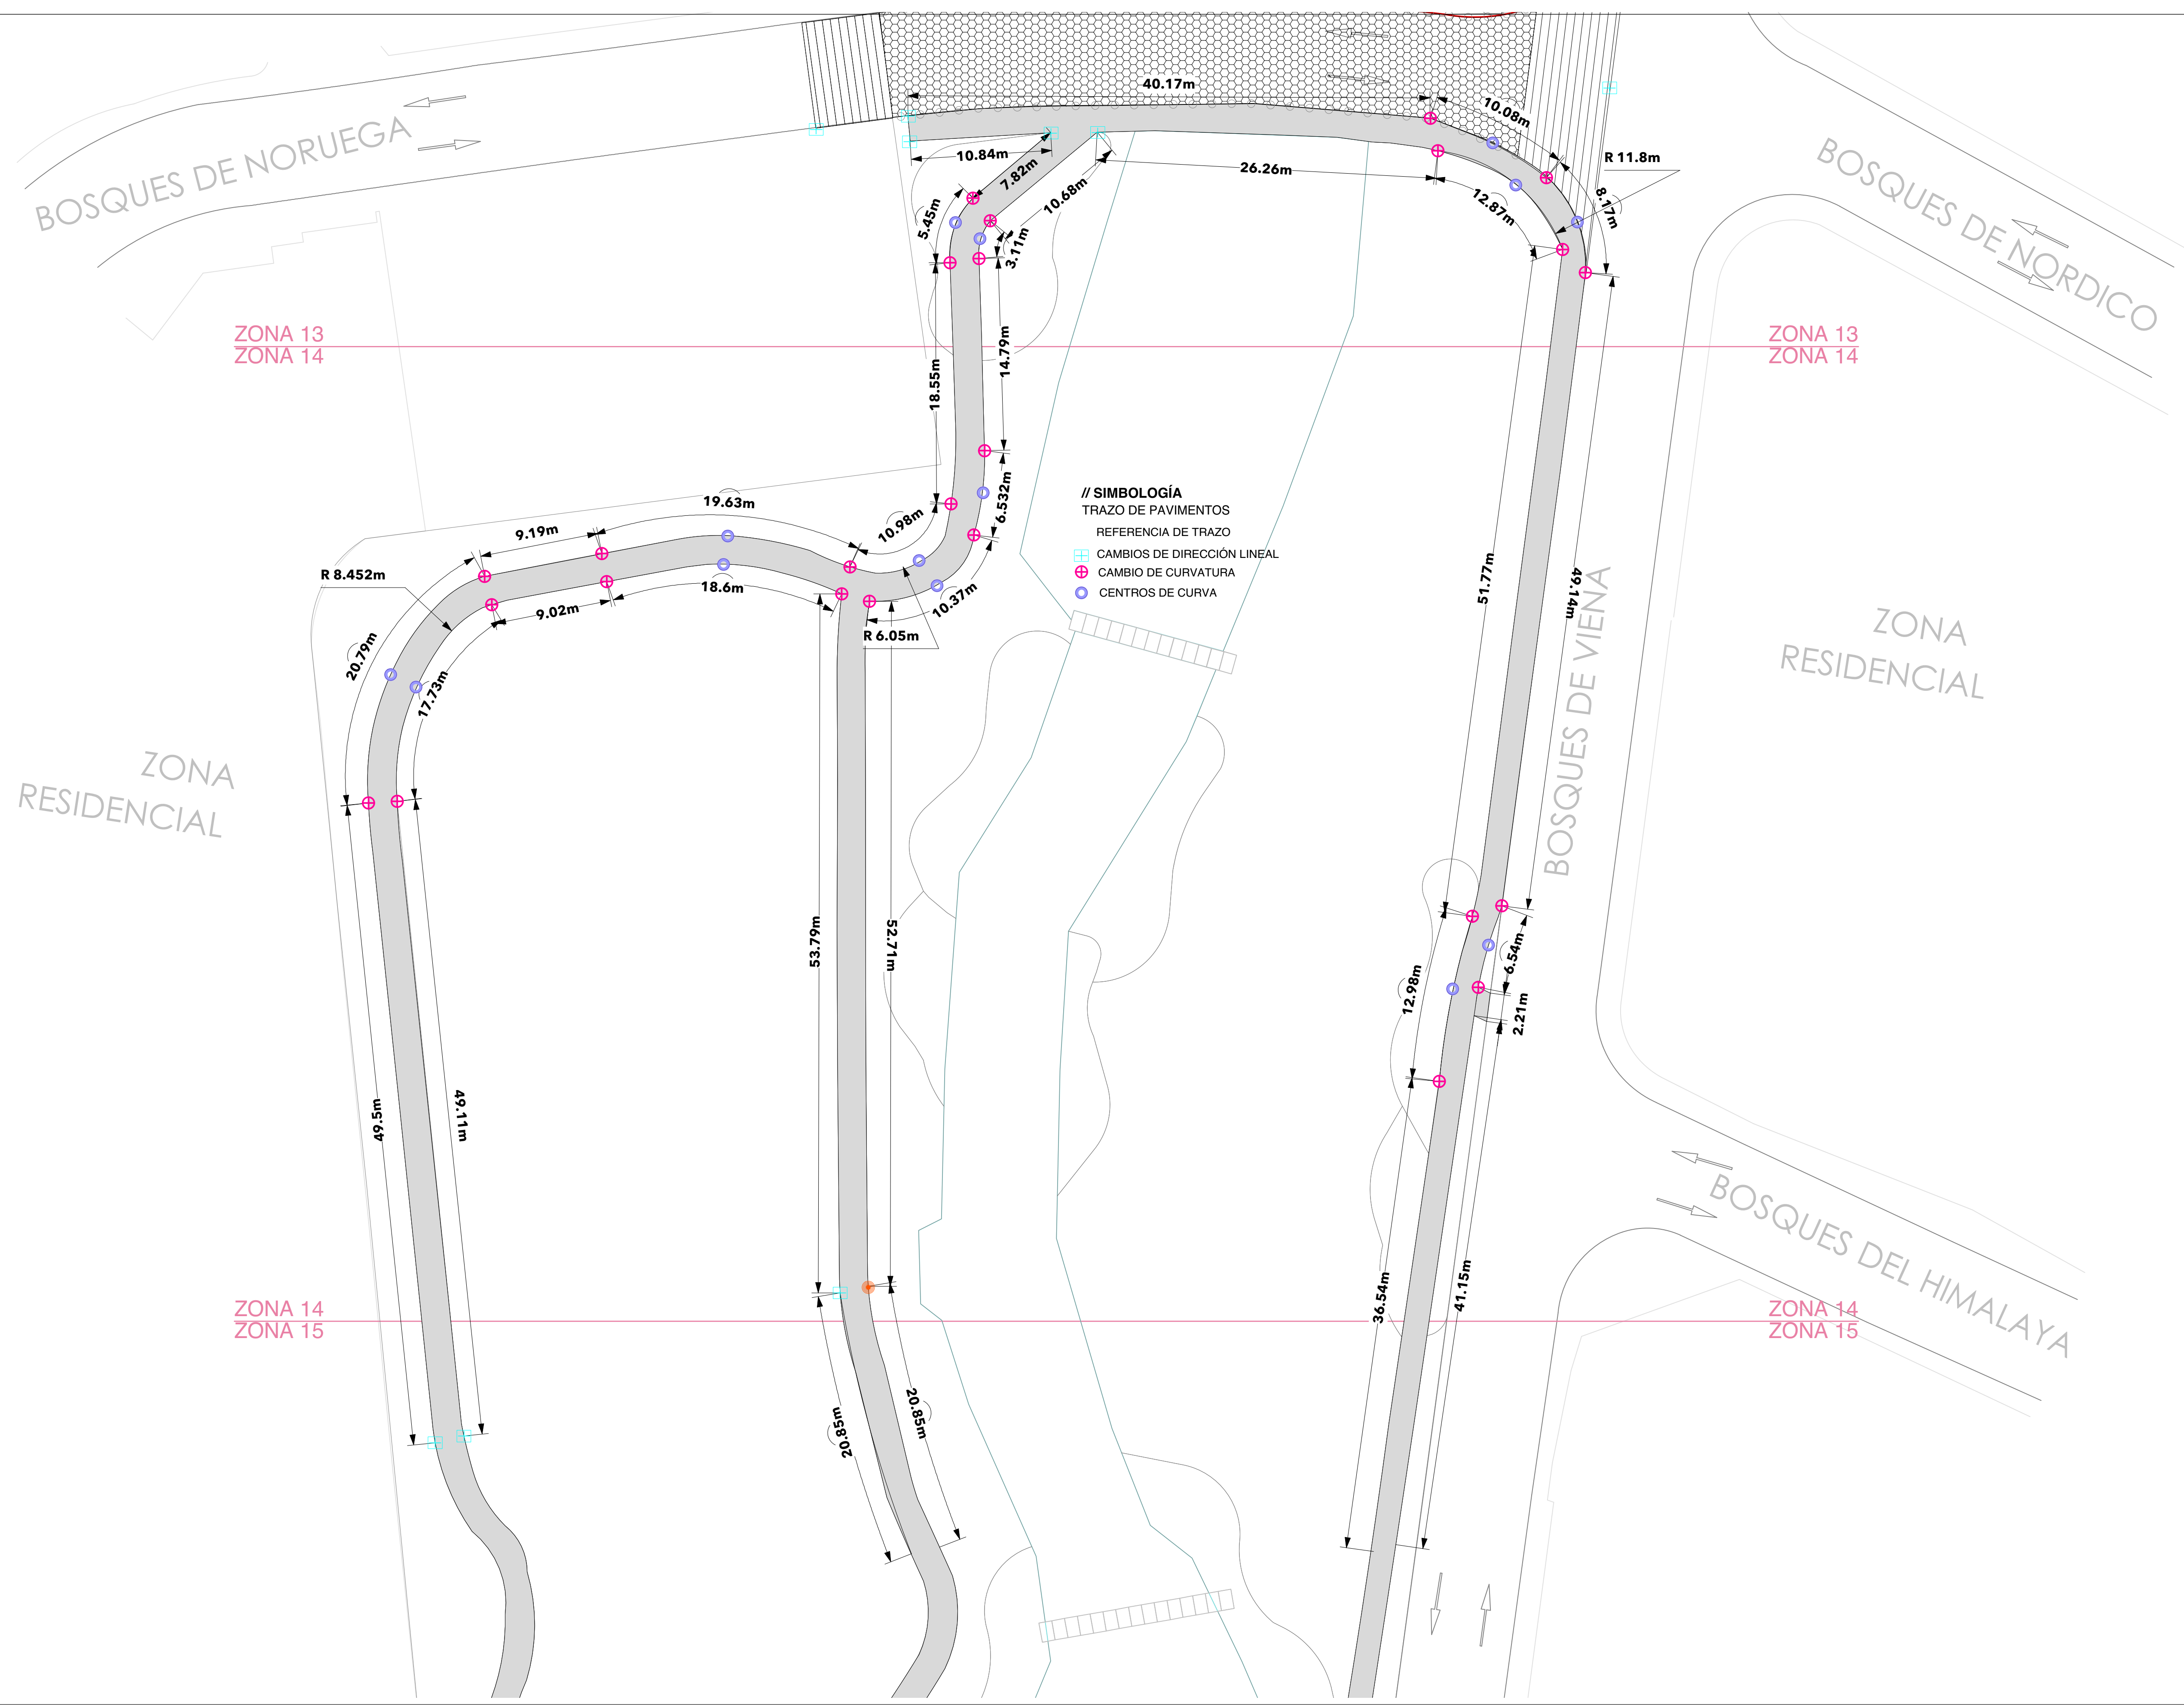 40.17m
10.08m
BOSQUES DE NORUEGA
10.84m
7.82m
26.26m
R 11.8m
BOSQUES DE NORDICO
5.45m
10.68m
3.11m
12.87m
8.17m
ZONA 13
ZONA 14
ZONA 13
ZONA 14
18.55m
14.79m
// SIMBOLOGÍA
TRAZO DE PAVIMENTOS
REFERENCIA DE TRAZO
CAMBIOS DE DIRECCIÓN LINEAL
CAMBIO DE CURVATURA
CENTROS DE CURVA
19.63m
9.19m
10.98m
6.532m
R 8.452m
9.02m
18.6m
10.37m
R 6.05m
20.79m
17.73m
51.77m
49.14m
BOSQUES DE VIENA
ZONA
RESIDENCIAL
ZONA
RESIDENCIAL
53.79m
52.71m
12.98m
6.54m
2.21m
49.5m
49.11m
BOSQUES DEL HIMALAYA
36.54m
41.15m
ZONA 14
ZONA 15
ZONA 14
ZONA 15
20.85m
20.85m